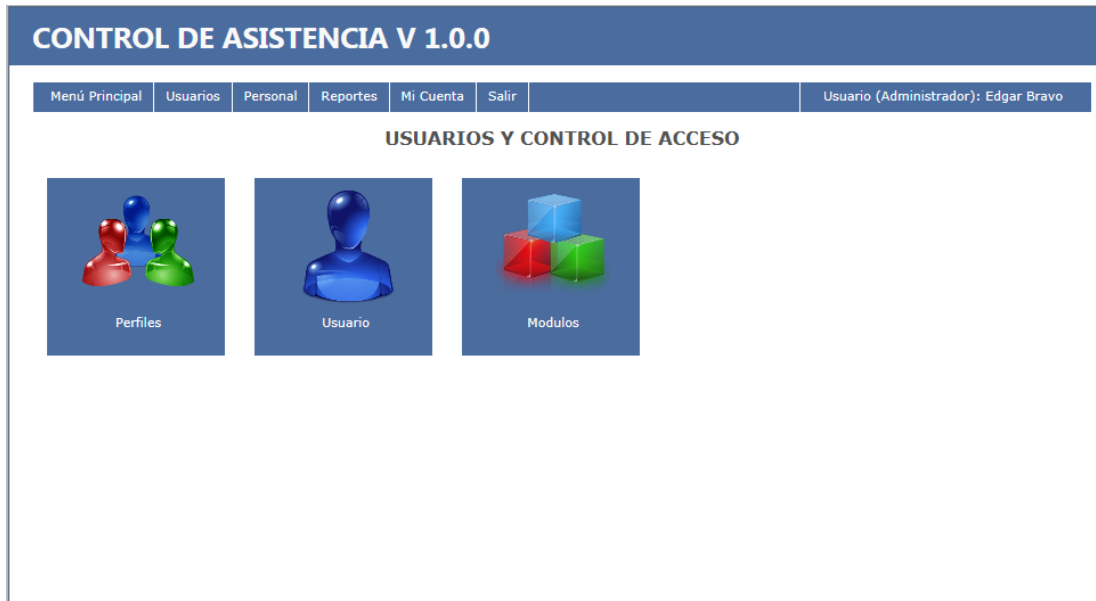 CONTROL DE ASISTENCIA V 1.0.0
Menú Principal Usuarios Personal Reportes Mi Cuenta Salir Usuario (Administrador): Edgar Bravo
USUARIOS Y CONTROL DE ACCESO
Perfiles Usuario Modulos